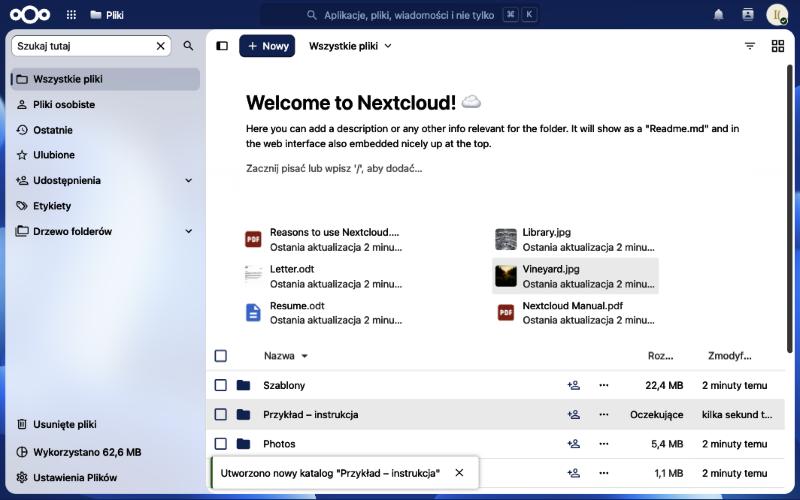 Pliki
Aplikacje, pliki, wiadomości i nie tylko
⌘ K
Szukaj tutaj
+ Nowy
Wszystkie pliki
Wszystkie pliki
Pliki osobiste
Ostatnie
Ulubione
Udostępnienia
Etykiety
Drzewo folderów
Welcome to Nextcloud! ☁️
Here you can add a description or any other info relevant for the folder. It will show as a "Readme.md" and in
the web interface also embedded nicely up at the top.
Zacznij pisać lub wpisz '/', aby dodać…
Reasons to use Nextcloud....
Ostania aktualizacja 2 minu...
Library.jpg
Ostania aktualizacja 2 minu...
Letter.odt
Ostania aktualizacja 2 minu...
Vineyard.jpg
Ostania aktualizacja 2 minu...
Resume.odt
Ostania aktualizacja 2 minu...
PDF
Nextcloud Manual.pdf
Ostania aktualizacja 2 minu...
Nazwa Roz... Zmodyf...
Szablony 22,4 MB 2 minuty temu
Przykład – instrukcja Oczekujące kilka sekund t...
Photos 5,4 MB 2 minuty temu
1,1 MB 2 minuty temu
Utworzono nowy katalog "Przykład – instrukcja"
Usunięte pliki
Wykorzystano 62,6 MB
Ustawienia Plików